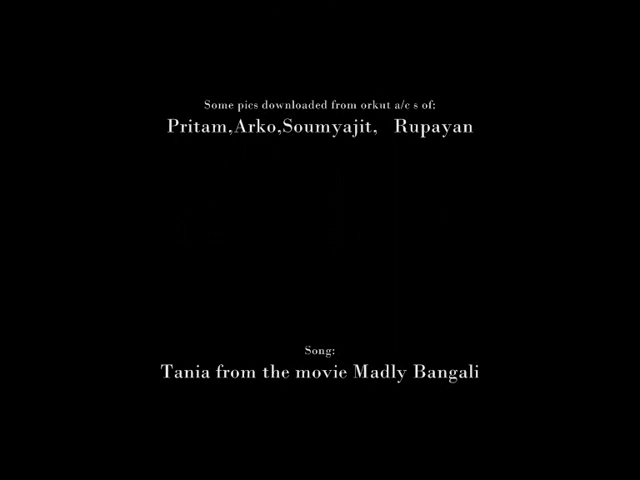 Some pics downloaded from orkut a/c s of:
Pritam,Arko,Soumyajit, Rupayan
Song:
Tania from the movie Madly Bangali